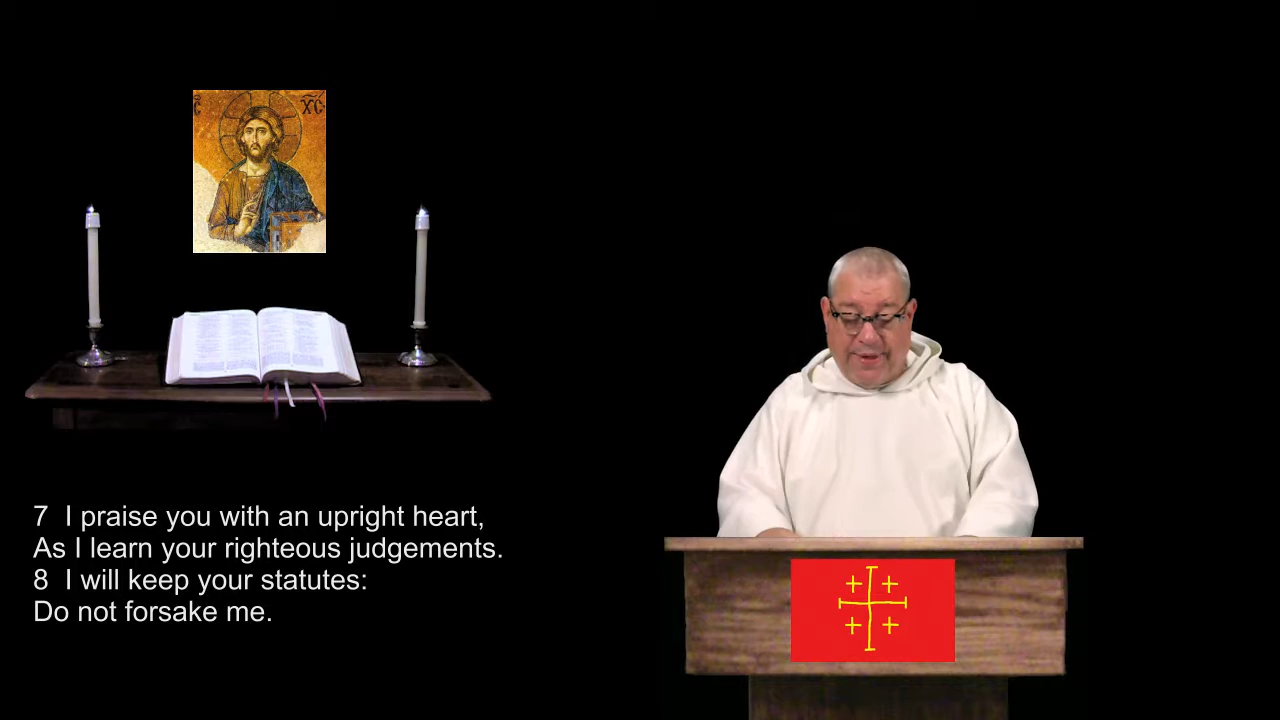 ΧC
7 I praise you with an upright heart,
As I learn your righteous judgements.
8 I will keep your statutes:
Do not forsake me.